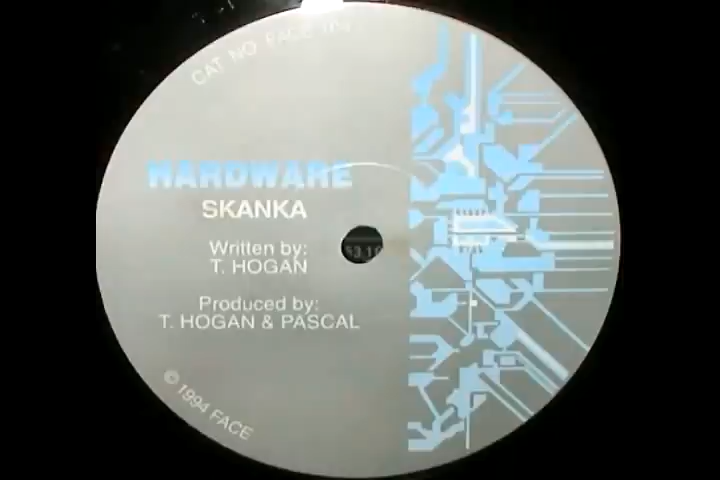 CAT NO FACE
HARDWARE
SKANKA
Written by:
T. HOGAN
Produced by:
T. HOGAN & PASCAL
© 1994 FACE